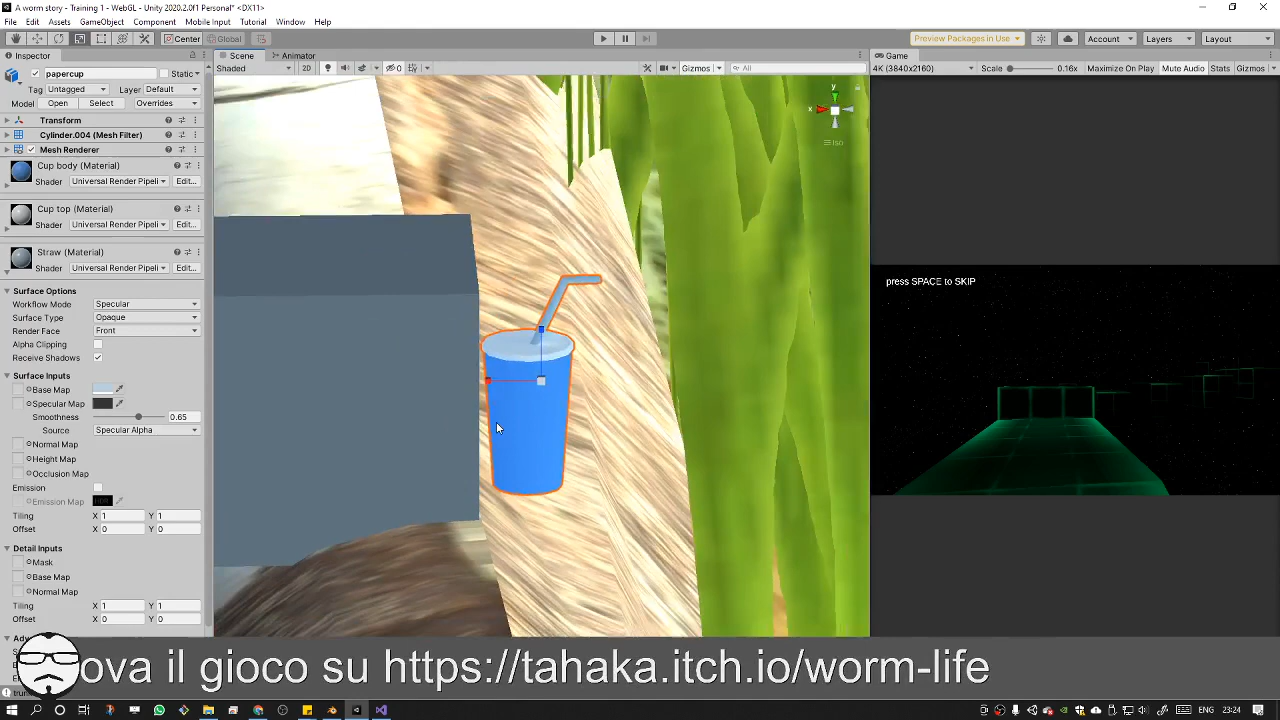 A worm story - Training 1 - WebGL - Unity 2020.2.0f1 Personal* <DX11>
File Edit Assets GameObject Component Mobile Input Tutorial Window Help
Center Global
Preview Packages in Use
Account
Layers
Layout
Inspector
papercup
Static
Tag Untagged Layer Default
Model Open Select Overrides
Transform
Cylinder.004 (Mesh Filter)
Mesh Renderer
Cup body (Material)
Shader Universal Render Pipeli Edit...
Cup top (Material)
Shader Universal Render Pipeli Edit...
Straw (Material)
Shader Universal Render Pipeli Edit...
Surface Options
Workflow Mode Specular
Surface Type Opaque
Render Face Front
Alpha Clipping
Receive Shadows
Surface Inputs
Base Map
Specular Map
Smoothness 0.65
Source Specular Alpha
Normal Map
Height Map
Occlusion Map
Emission
Emission Map HDR
Tiling X 1 Y 1
Offset X 0 Y 0
Detail Inputs
Mask
Base Map
Normal Map
Tiling X 1 Y 1
Offset X 0 Y 0
Scene Animator
Shaded 2D 0 Gizmos All
y
x
Iso
Game
4K (3840x2160) Scale 0.16x Maximize On Play Mute Audio Stats Gizmos
press SPACE to SKIP
ova il gioco su https://tahaka.itch.io/worm-life
ENG 23:24